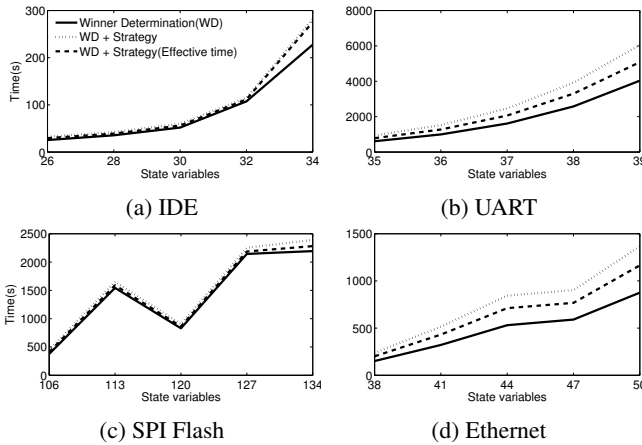 300
200
100
0
Time(s)
Winner Determination(WD)
WD + Strategy
WD + Strategy(Effective time)
26 28 30 32 34
State variables
(a) IDE
8000
6000
4000
2000
0
35 36 37 38 39
State variables
(b) UART
2500
2000
1500
1000
500
0
Time(s)
106 113 120 127 134
State variables
(c) SPI Flash
1500
1000
500
0
38 41 44 47 50
State variables
(d) Ethernet